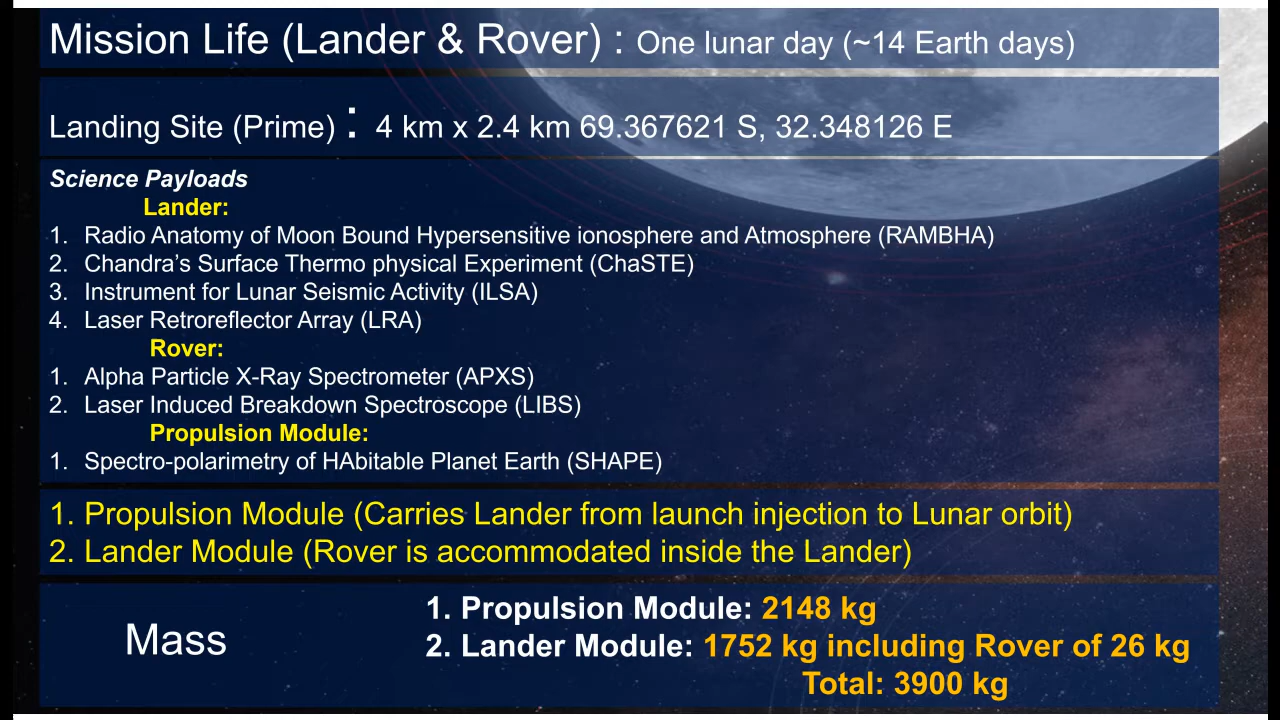 Mission Life (Lander & Rover) : One lunar day (~14 Earth days)
Landing Site (Prime) : 4 km x 2.4 km 69.367621 S, 32.348126 E
Science Payloads
Lander:
1. Radio Anatomy of Moon Bound Hypersensitive ionosphere and Atmosphere (RAMBHA)
2. Chandra's Surface Thermo physical Experiment (ChaSTE)
3. Instrument for Lunar Seismic Activity (ILSA)
4. Laser Retroreflector Array (LRA)
Rover:
1. Alpha Particle X-Ray Spectrometer (APXS)
2. Laser Induced Breakdown Spectroscope (LIBS)
Propulsion Module:
1. Spectro-polarimetry of HAbitable Planet Earth (SHAPE)
1. Propulsion Module (Carries Lander from launch injection to Lunar orbit)
2. Lander Module (Rover is accommodated inside the Lander)
Mass
1. Propulsion Module: 2148 kg
2. Lander Module: 1752 kg including Rover of 26 kg
Total: 3900 kg